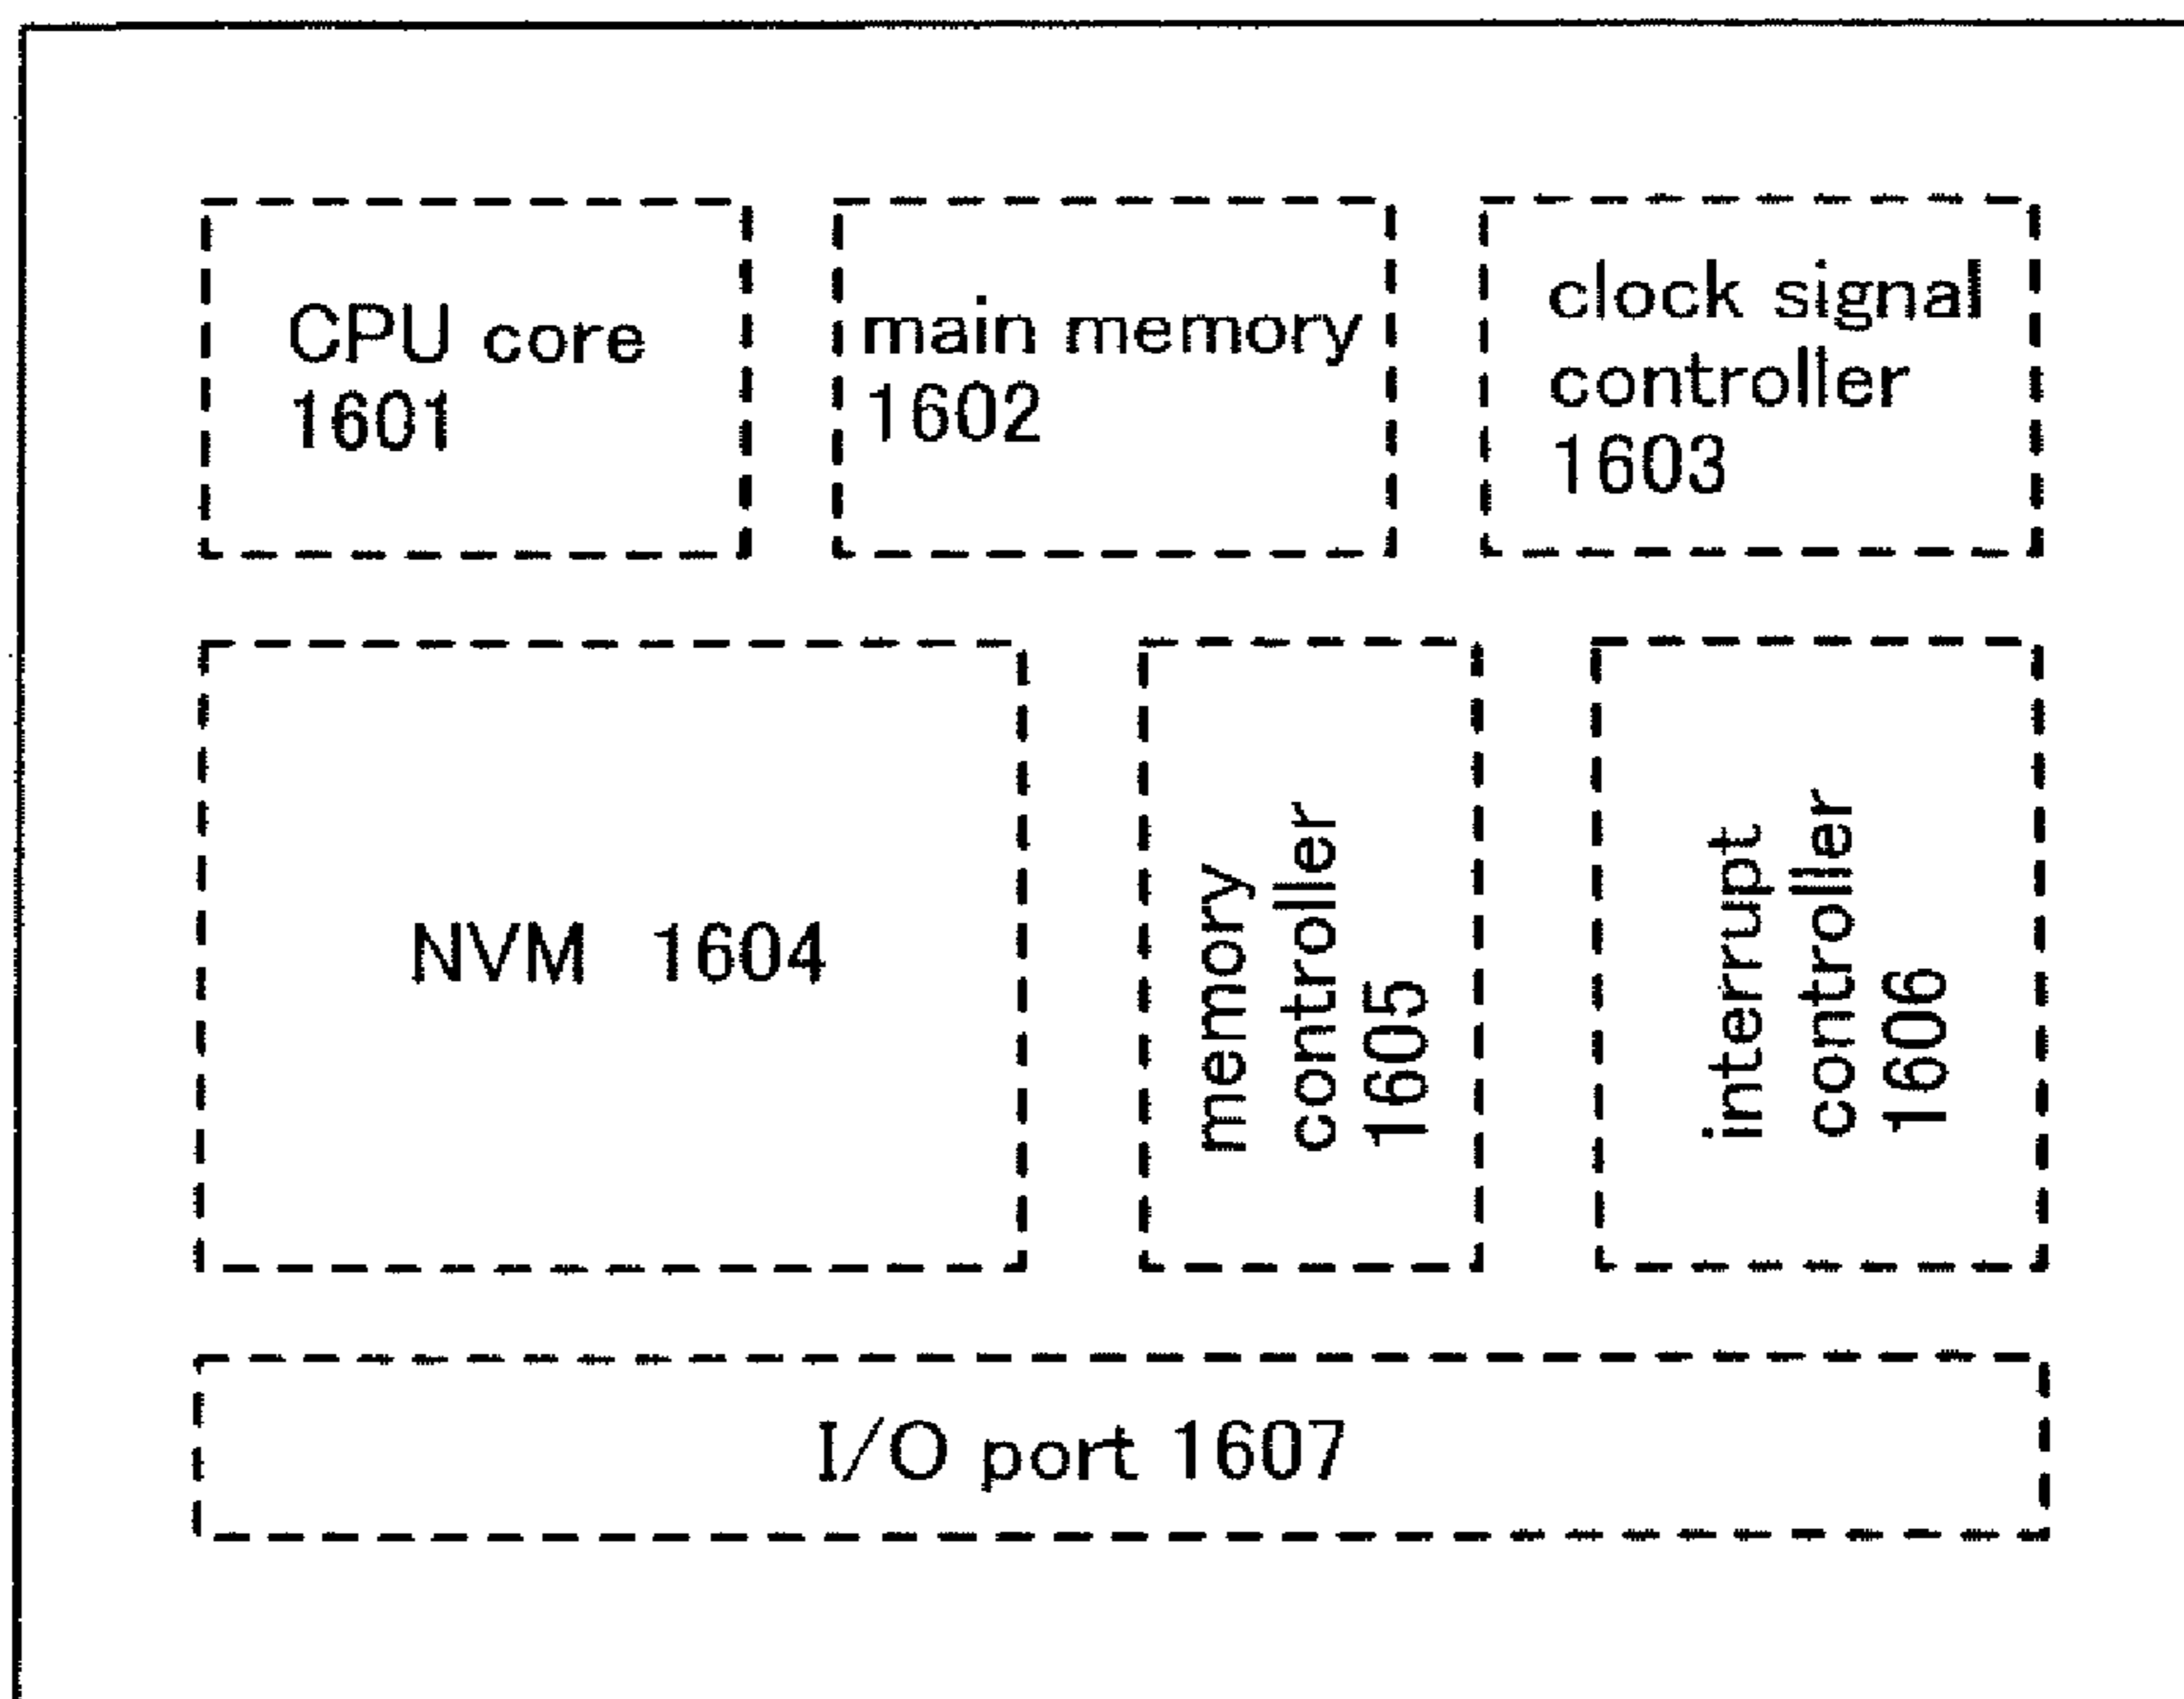 CPU core
1601
main memory
1602
clock signal
controller
1603
NVM 1604
memory
controller
1605
interrupt
controller
1606
I/O port 1607